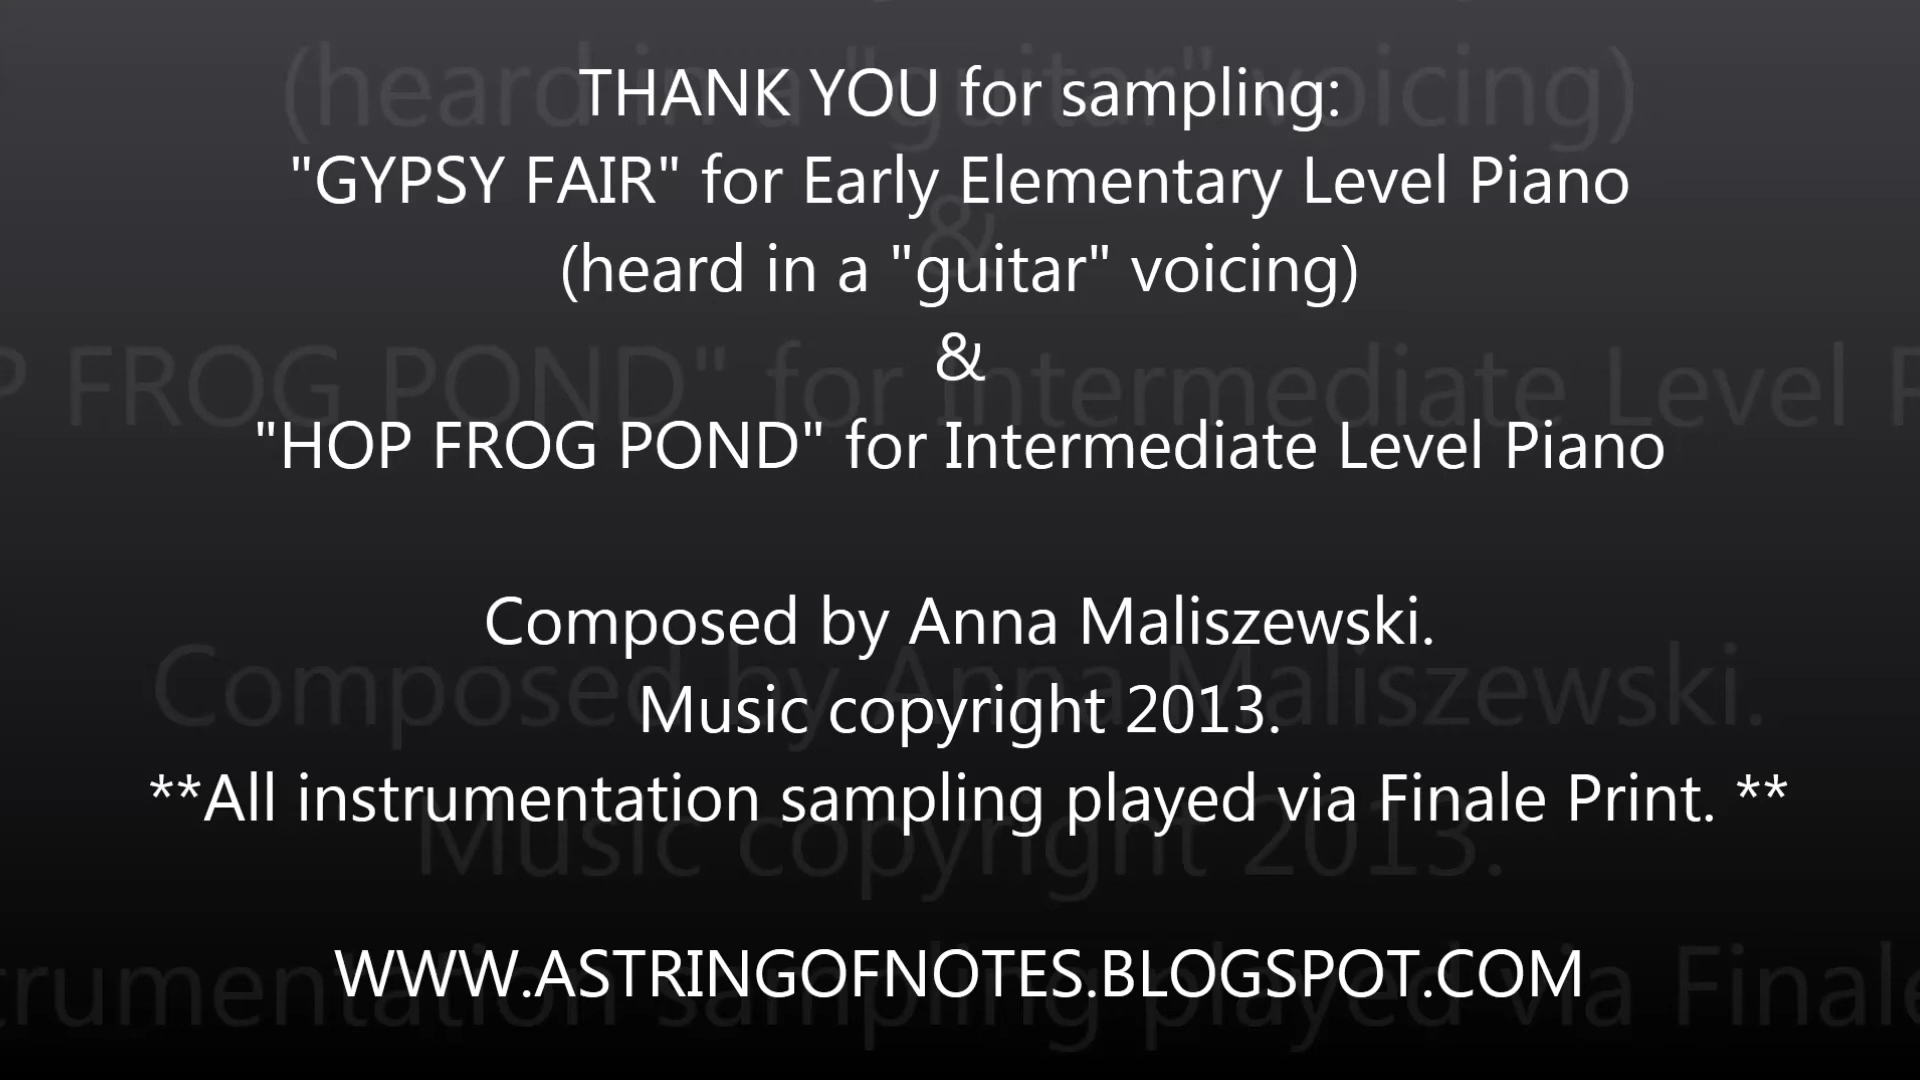 THANK YOU for sampling:
"GYPSY FAIR" for Early Elementary Level Piano
(heard in a "guitar" voicing)
&
"HOP FROG POND" for Intermediate Level Piano
Composed by Anna Maliszewski.
Music copyright 2013.
**All instrumentation sampling played via Finale Print. **
WWW.ASTRINGOFNOTES.BLOGSPOT.COM